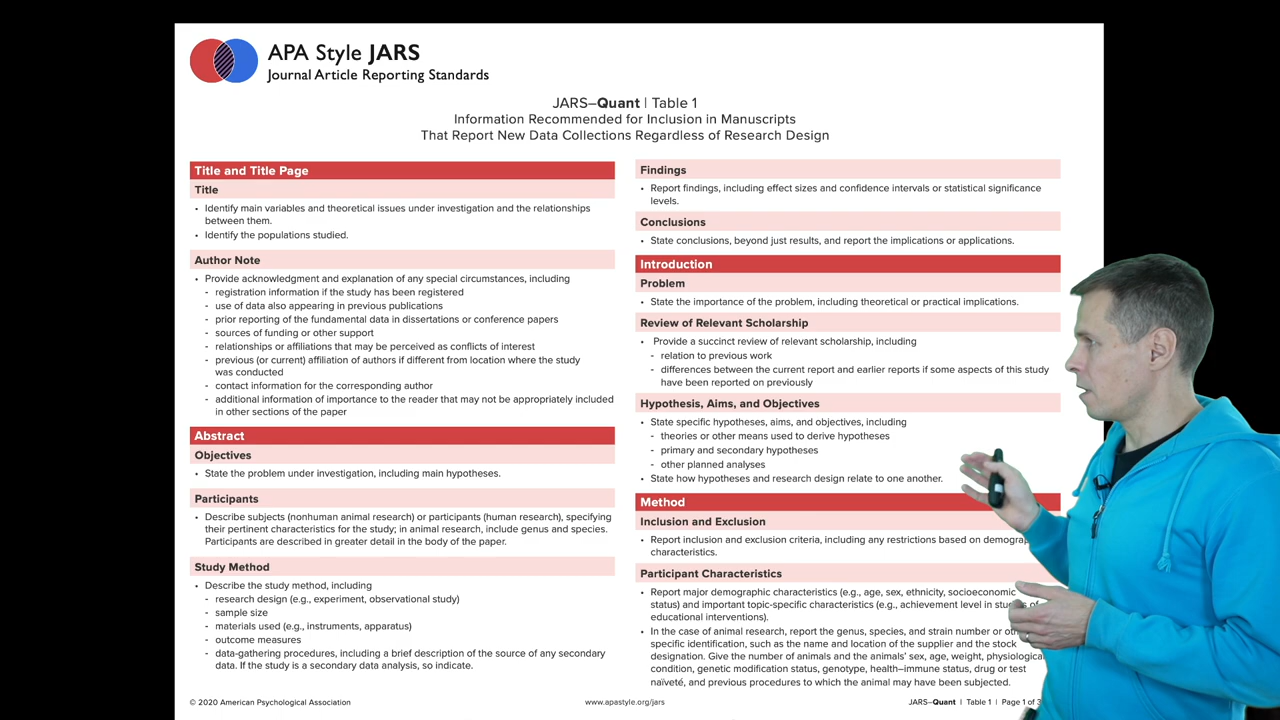 APA Style JARS
Journal Article Reporting Standards
JARS–Quant | Table 1
Information Recommended for Inclusion in Manuscripts
That Report New Data Collections Regardless of Research Design
Title and Title Page
Title
• Identify main variables and theoretical issues under investigation and the relationships
between them.
• Identify the populations studied.
Author Note
• Provide acknowledgment and explanation of any special circumstances, including
- registration information if the study has been registered
- use of data also appearing in previous publications
- prior reporting of the fundamental data in dissertations or conference papers
- sources of funding or other support
- relationships or affiliations that may be perceived as conflicts of interest
- previous (or current) affiliation of authors if different from location where the study
was conducted
- contact information for the corresponding author
- additional information of importance to the reader that may not be appropriately included
in other sections of the paper
Abstract
Objectives
• State the problem under investigation, including main hypotheses.
Participants
• Describe subjects (nonhuman animal research) or participants (human research), specifying
their pertinent characteristics for the study; in animal research, include genus and species.
Participants are described in greater detail in the body of the paper.
Study Method
• Describe the study method, including
- research design (e.g., experiment, observational study)
- sample size
- materials used (e.g., instruments, apparatus)
- outcome measures
- data-gathering procedures, including a brief description of the source of any secondary
data. If the study is a secondary data analysis, so indicate.
Findings
• Report findings, including effect sizes and confidence intervals or statistical significance
levels.
Conclusions
• State conclusions, beyond just results, and report the implications or applications.
Introduction
Problem
• State the importance of the problem, including theoretical or practical implications.
Review of Relevant Scholarship
• Provide a succinct review of relevant scholarship, including
- relation to previous work
- differences between the current report and earlier reports if some aspects of this study
have been reported on previously
Hypothesis, Aims, and Objectives
• State specific hypotheses, aims, and objectives, including
- theories or other means used to derive hypotheses
- primary and secondary hypotheses
- other planned analyses
• State how hypotheses and research design relate to one another.
Method
Inclusion and Exclusion
• Report inclusion and exclusion criteria, including any restrictions based on
characteristics.
Participant Characteristics
• Report major demographic characteristics (e.g., age, sex, ethnicity, socioeconomic
status) and important topic-specific characteristics (e.g., achievement level in of
educational interventions).
• In the case of animal research, report the genus, species, and strain number or
specific identification, such as the name and location of the supplier and the stock
designation. Give the number of animals and the animals' sex, age, weight, physiological
condition, genetic modification status, genotype, health–immune status, drug or test
naïveté, and previous procedures to which the animal may have been subjected.
© 2020 American Psychological Association
www.apastyle.org/jars
JARS–Quant | Table 1 | Page 1 of 3